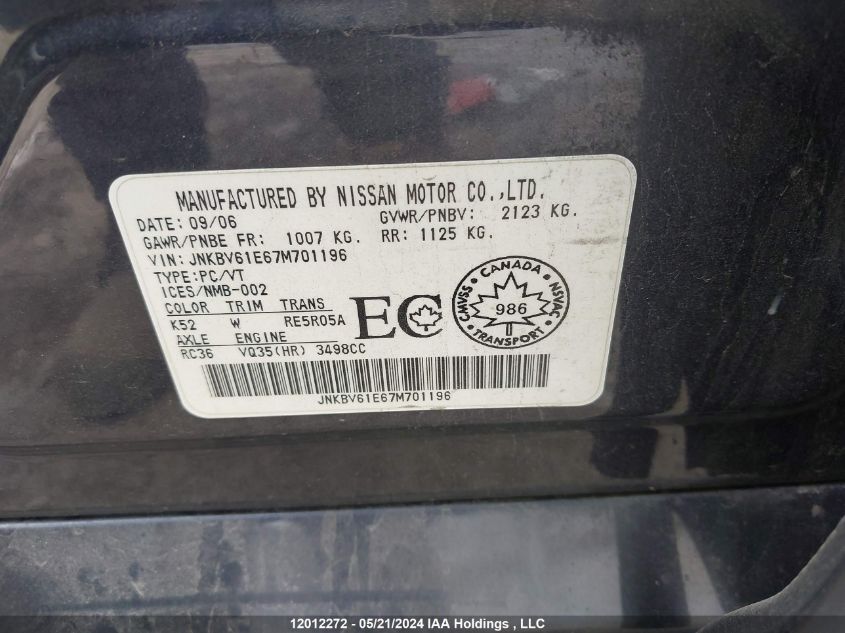 MANUFACTURED BY NISSAN MOTOR CO.,LTD.
DATE: 09/06 GVWR/PNBV: 2123 KG.
GAWR/PNBE FR: 1007 KG. RR: 1125 KG.
VIN: JNKBV61E67M701196
TYPE:PC/VT
ICES/NMB-002
COLOR TRIM TRANS
K52 W RE5R05A
AXLE ENGINE
RC36 VQ35(HR) 3498CC
EC
CANADA
CMVSS 986 NSVAC
TRANSPORT
JNKBV61E67M701196
12012272 - 05/21/2024 IAA Holdings , LLC